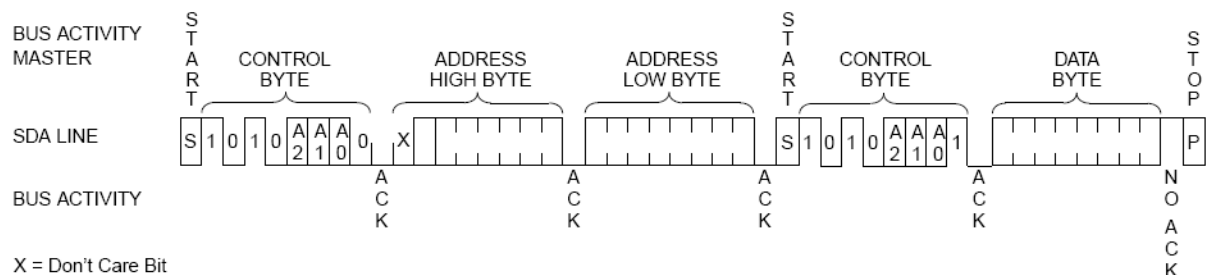 BUS ACTIVITY
MASTER
START
CONTROL
BYTE
ADDRESS
HIGH BYTE
ADDRESS
LOW BYTE
START
CONTROL
BYTE
DATA
BYTE
STOP
SDA LINE
S 1 0 1 0 A2 A1 A0 0 X S 1 0 1 0 A2 A1 A0 1 P
BUS ACTIVITY
ACK
ACK
ACK
ACK
NO ACK
X = Don't Care Bit